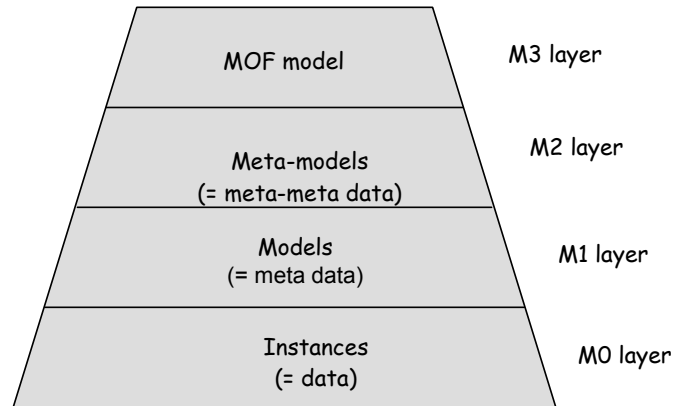 MOF model
M3 layer
Meta-models
(= meta-meta data)
M2 layer
Models
(= meta data)
M1 layer
Instances
(= data)
M0 layer